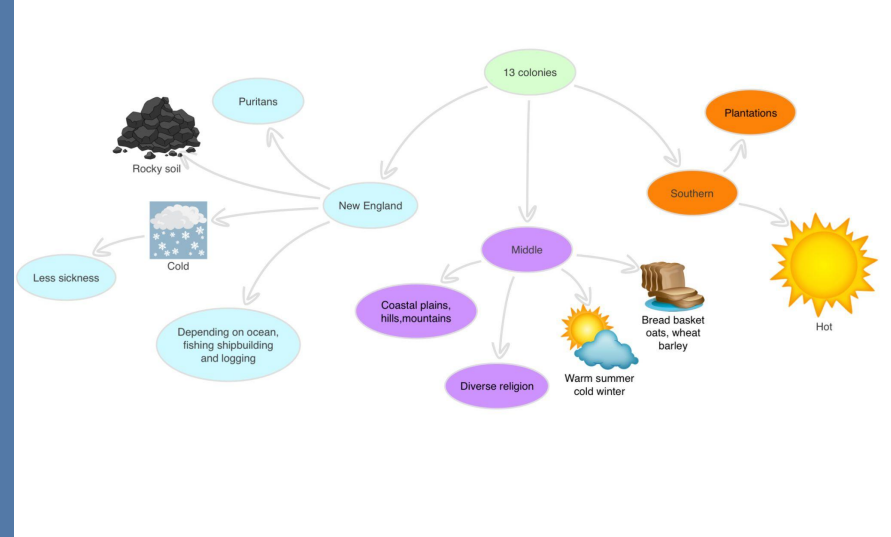 13 colonies
Puritans
Plantations
Rocky soil
Southern
New England
Middle
Cold
Less sickness
Coastal plains,
hills,mountains
Bread basket
oats, wheat
barley
Hot
Depending on ocean,
fishing shipbuilding
and logging
Diverse religion
Warm summer
cold winter